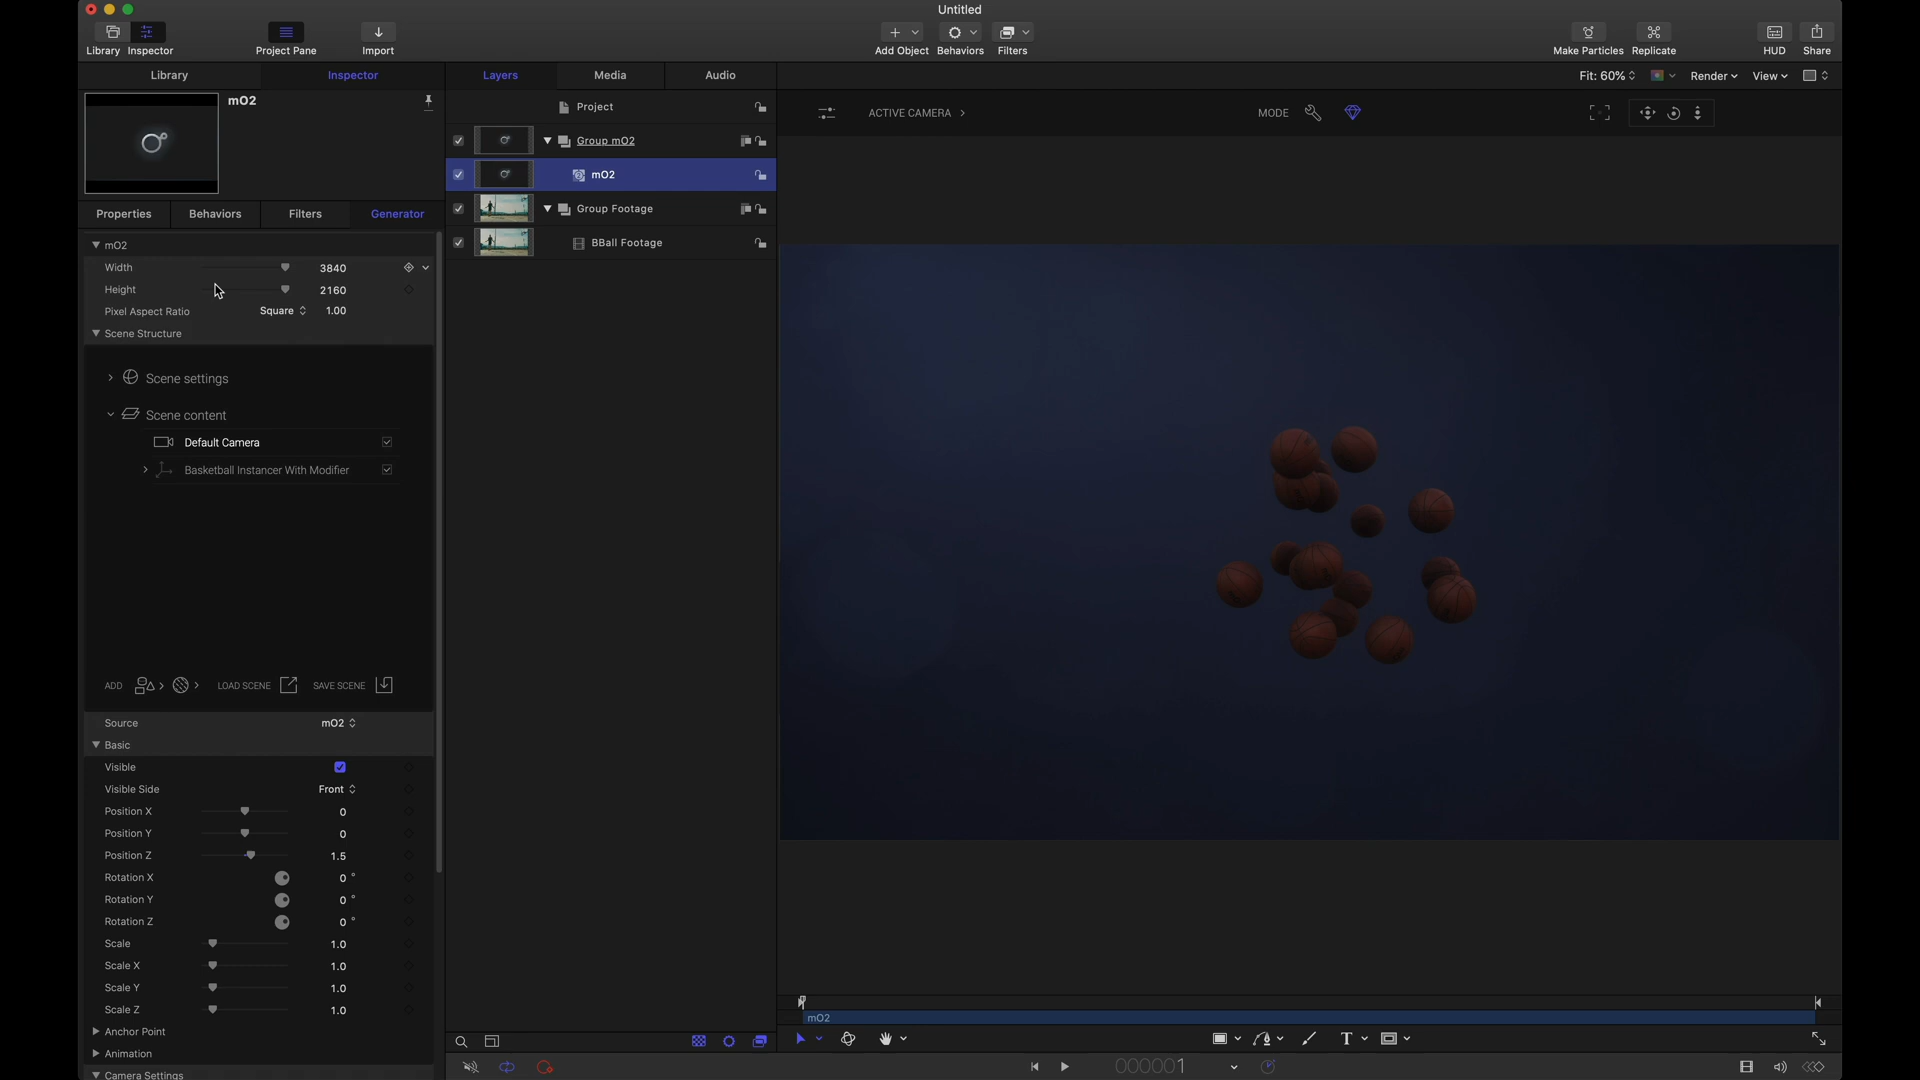 Untitled
Library Inspector Project Pane Import Add Object Behaviors Filters Make Particles Replicate HUD Share
Library Inspector Layers Media Audio Fit: 60% Render View
mO2
Project
ACTIVE CAMERA MODE
Group mO2
mO2
Group Footage
BBall Footage
Properties Behaviors Filters Generator
mO2
Width 3840
Height 2160
Pixel Aspect Ratio Square 1.00
Scene Structure
Scene settings
Scene content
Default Camera
Basketball Instancer With Modifier
ADD LOAD SCENE SAVE SCENE
Source mO2
Basic
Visible
Visible Side Front
Position X 0
Position Y 0
Position Z 1.5
Rotation X 0 °
Rotation Y 0 °
Rotation Z 0 °
Scale 1.0
Scale X 1.0
Scale Y 1.0
Scale Z 1.0
Anchor Point
Animation
Camera Settings
mO2
T
000001